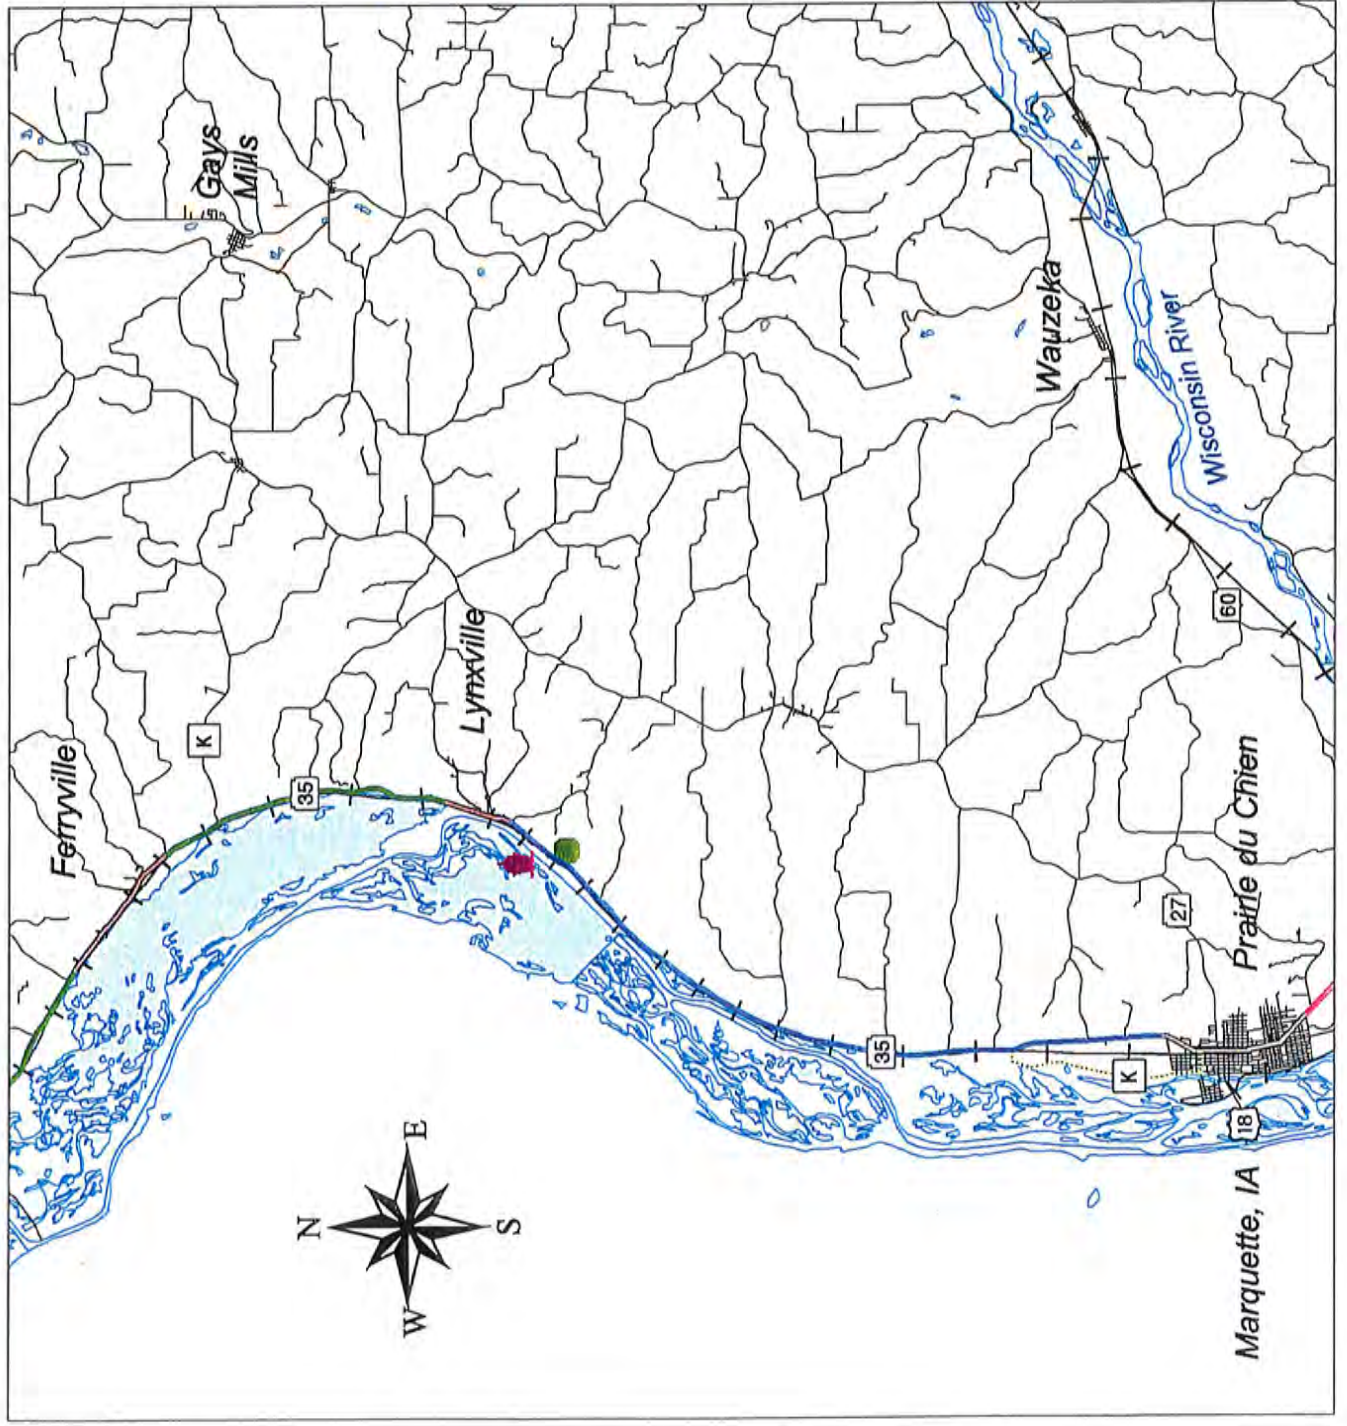 Gays
Mills
Ferryville
K
35
Lynxville
Wauzeka
Wisconsin River
60
27
Prairie du Chien
35
K
18
Marquette, IA
N
E
S
W